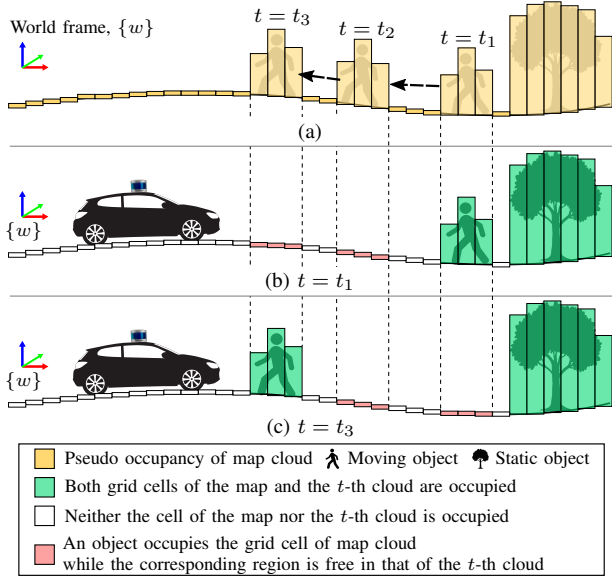 World frame, {w}
t = t₃
t = t₂
t = t₁
(a)
{w}
(b) t = t₁
{w}
(c) t = t₃
Pseudo occupancy of map cloud Moving object Static object
Both grid cells of the map and the t-th cloud are occupied
Neither the cell of the map nor the t-th cloud is occupied
An object occupies the grid cell of map cloud
while the corresponding region is free in that of the t-th cloud